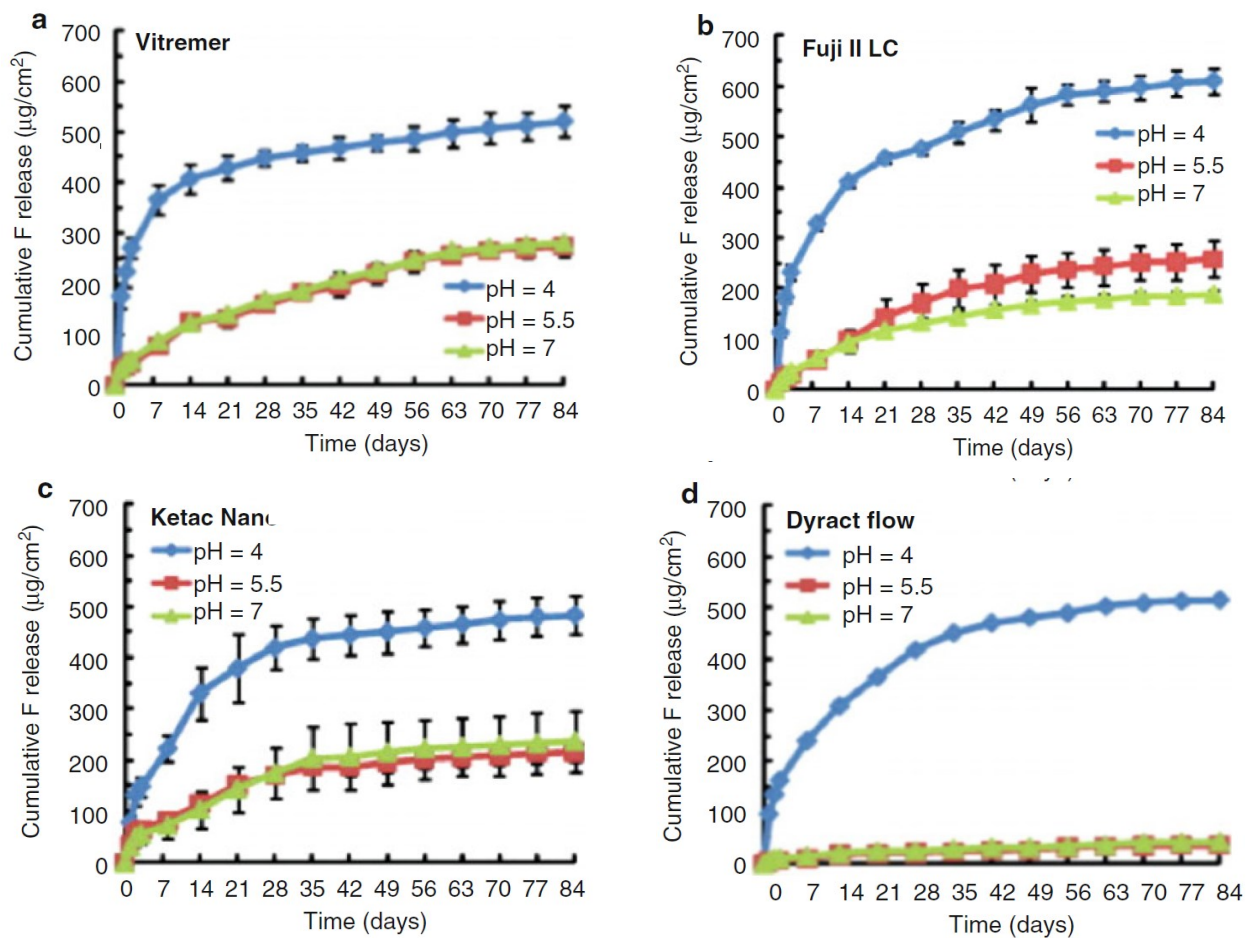 a
Vitremer
Cumulative F release (μg/cm2)
700
600
500
400
300
200
100
0
pH = 4
pH = 5.5
pH = 7
0 7 14 21 28 35 42 49 56 63 70 77 84
Time (days)
b
Fuji II LC
Cumulative F release (μg/cm2)
700
600
500
400
300
200
100
0
pH = 4
pH = 5.5
pH = 7
0 7 14 21 28 35 42 49 56 63 70 77 84
Time (days)
c
Ketac Nano
Cumulative F release (μg/cm2)
700
600
500
400
300
200
100
0
pH = 4
pH = 5.5
pH = 7
0 7 14 21 28 35 42 49 56 63 70 77 84
Time (days)
d
Dyract flow
Cumulative F release (μg/cm2)
700
600
500
400
300
200
100
0
pH = 4
pH = 5.5
pH = 7
0 7 14 21 28 35 42 49 56 63 70 77 84
Time (days)